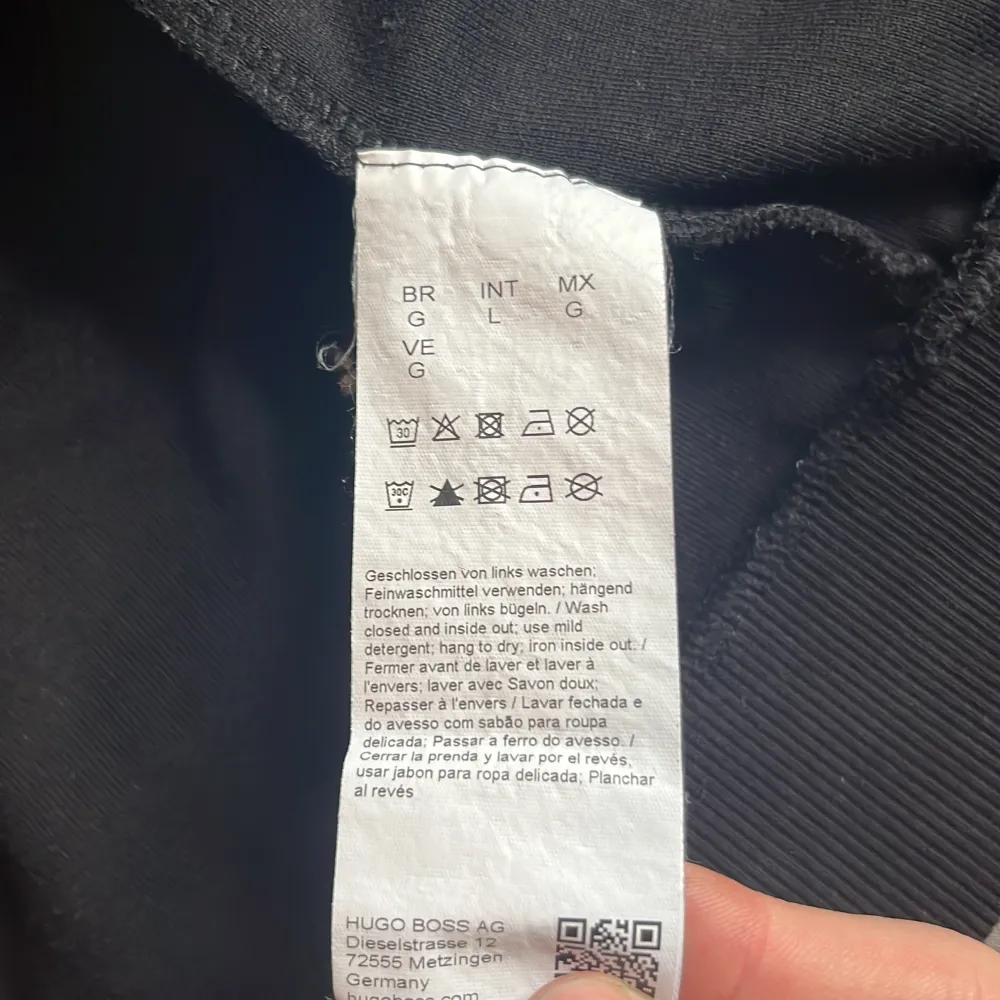 BR INT MX
G L G
VE
G
30
30C
Geschlossen von links waschen;
Feinwaschmittel verwenden; hängend
trocknen; von links bügeln. / Wash
closed and inside out; use mild
detergent; hang to dry; iron inside out. /
Fermer avant de laver et laver à
l'envers; laver avec Savon doux;
Repasser à l'envers / Lavar fechada e
do avesso com sabão para roupa
delicada; Passar a ferro do avesso. /
Cerrar la prenda y lavar por el revés,
usar jabon para ropa delicada; Planchar
al revés
HUGO BOSS AG
Dieselstrasse 12
72555 Metzingen
Germany
hugoboss.com